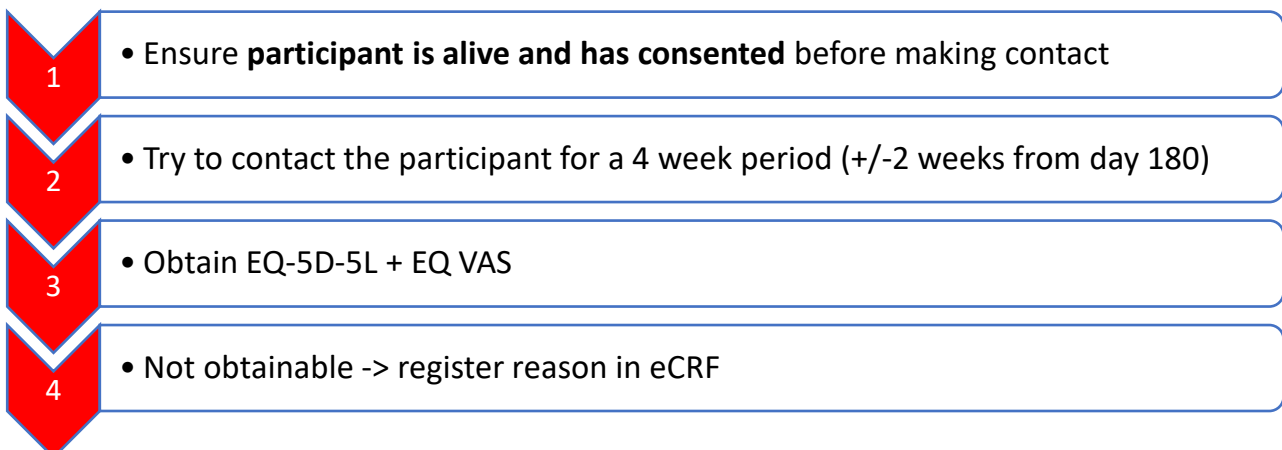 1
• Ensure participant is alive and has consented before making contact
2
• Try to contact the participant for a 4 week period (+/-2 weeks from day 180)
3
• Obtain EQ-5D-5L + EQ VAS
4
• Not obtainable -> register reason in eCRF